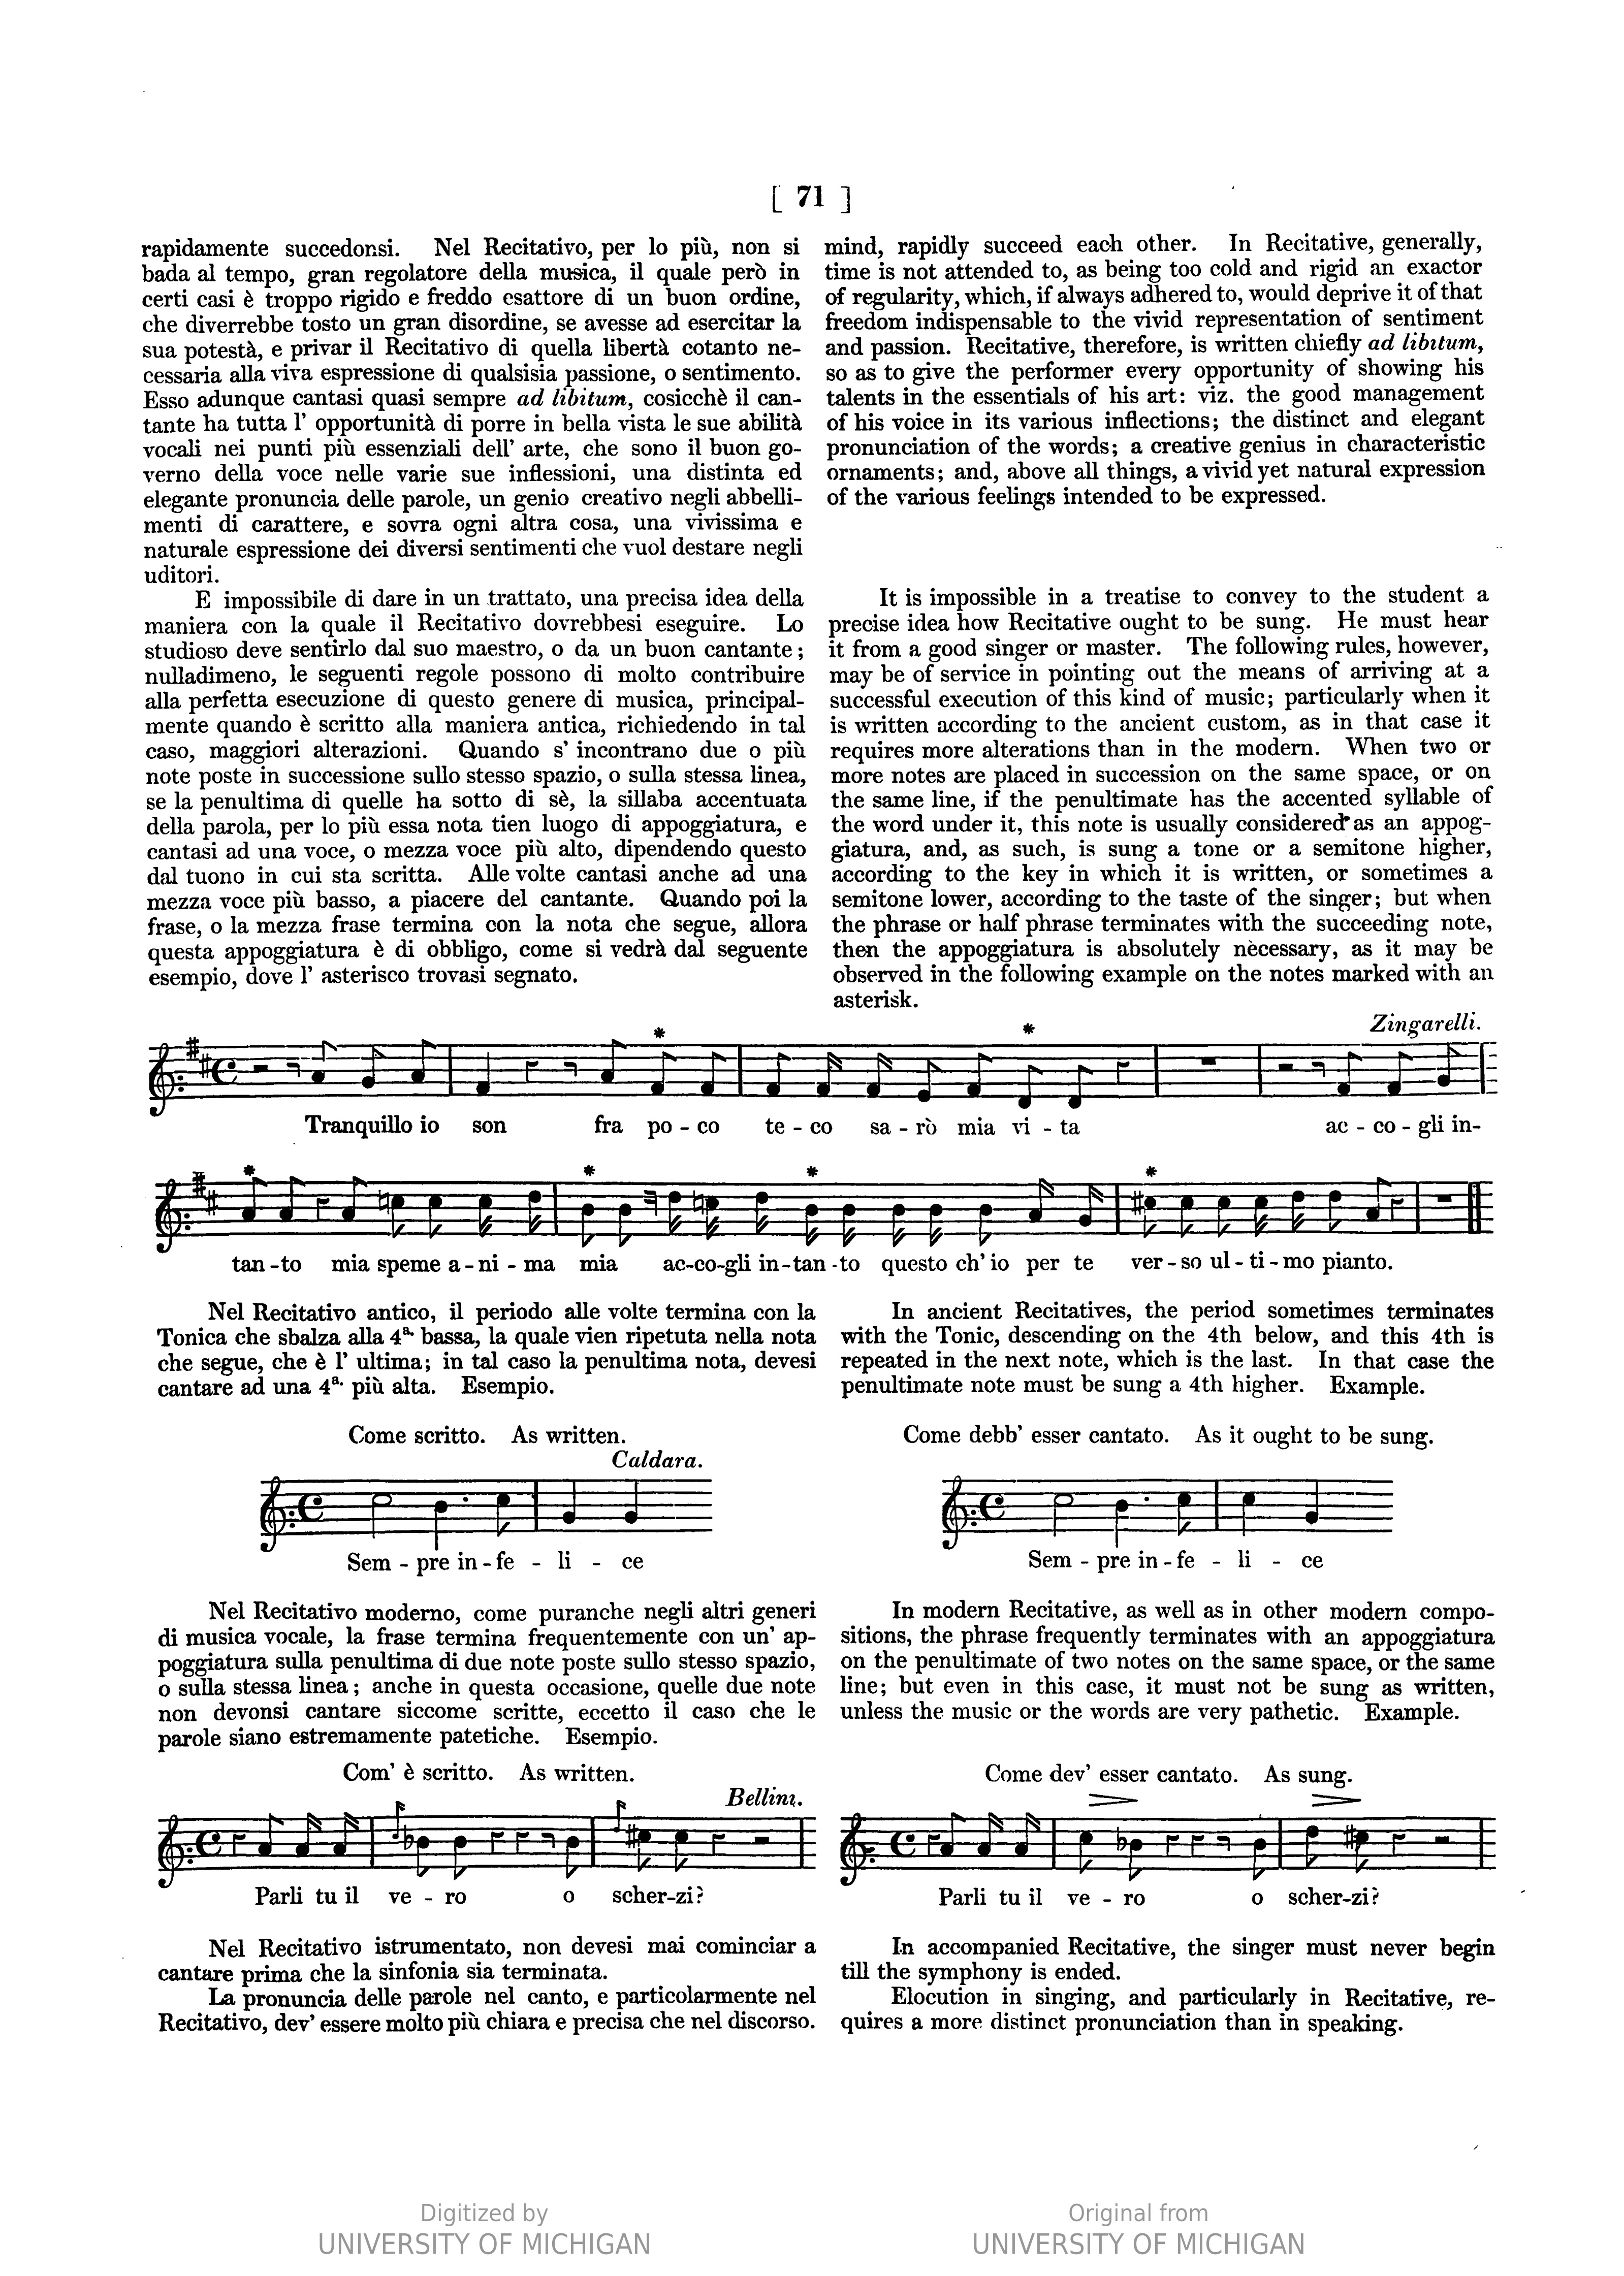 [ 71 ]
rapidamente succedonsi. Nel Recitativo, per lo più, non si
bada al tempo, gran regolatore della musica, il quale però in
certi casi è troppo rigido e freddo esattore di un buon ordine,
che diverrebbe tosto un gran disordine, se avesse ad esercitar la
sua potestà, e privar il Recitativo di quella libertà cotanto ne-
cessaria alla viva espressione di qualsisia passione, o sentimento.
Esso adunque cantasi quasi sempre ad libitum, cosicchè il can-
tante ha tutta l' opportunità di porre in bella vista le sue abilità
vocali nei punti più essenziali dell' arte, che sono il buon go-
verno della voce nelle varie sue inflessioni, una distinta ed
elegante pronuncia delle parole, un genio creativo negli abbelli-
menti di carattere, e sovra ogni altra cosa, una vivissima e
naturale espressione dei diversi sentimenti che vuol destare negli
uditori.
E impossibile di dare in un trattato, una precisa idea della
maniera con la quale il Recitativo dovrebbesi eseguire. Lo
studioso deve sentirlo dal suo maestro, o da un buon cantante;
nulladimeno, le seguenti regole possono di molto contribuire
alla perfetta esecuzione di questo genere di musica, principal-
mente quando è scritto alla maniera antica, richiedendo in tal
caso, maggiori alterazioni. Quando s' incontrano due o più
note poste in successione sullo stesso spazio, o sulla stessa linea,
se la penultima di quelle ha sotto di sè, la sillaba accentuata
della parola, per lo più essa nota tien luogo di appoggiatura, e
cantasi ad una voce, o mezza voce più alto, dipendendo questo
dal tuono in cui sta scritta. Alle volte cantasi anche ad una
mezza voce più basso, a piacere del cantante. Quando poi la
frase, o la mezza frase termina con la nota che segue, allora
questa appoggiatura è di obbligo, come si vedrà dal seguente
esempio, dove l' asterisco trovasi segnato.
mind, rapidly succeed each other. In Recitative, generally,
time is not attended to, as being too cold and rigid an exactor
of regularity, which, if always adhered to, would deprive it of that
freedom indispensable to the vivid representation of sentiment
and passion. Recitative, therefore, is written chiefly ad libitum,
so as to give the performer every opportunity of showing his
talents in the essentials of his art: viz. the good management
of his voice in its various inflections; the distinct and elegant
pronunciation of the words; a creative genius in characteristic
ornaments; and, above all things, a vivid yet natural expression
of the various feelings intended to be expressed.
It is impossible in a treatise to convey to the student a
precise idea how Recitative ought to be sung. He must hear
it from a good singer or master. The following rules, however,
may be of service in pointing out the means of arriving at a
successful execution of this kind of music; particularly when it
is written according to the ancient custom, as in that case it
requires more alterations than in the modern. When two or
more notes are placed in succession on the same space, or on
the same line, if the penultimate has the accented syllable of
the word under it, this note is usually considered as an appog-
giatura, and, as such, is sung a tone or a semitone higher,
according to the key in which it is written, or sometimes a
semitone lower, according to the taste of the singer; but when
the phrase or half phrase terminates with the succeeding note,
then the appoggiatura is absolutely necessary, as it may be
observed in the following example on the notes marked with an
asterisk.
Zingarelli.
* *
Tranquillo io son fra po - co te - co sa - rò mia vi - ta ac - co - gli in-
* * * *
tan - to mia speme a - ni - ma mia ac-co-gli in-tan - to questo ch' io per te ver - so ul - ti - mo pianto.
Nel Recitativo antico, il periodo alle volte termina con la
Tonica che sbalza alla 4a. bassa, la quale vien ripetuta nella nota
che segue, che è l' ultima; in tal caso la penultima nota, devesi
cantare ad una 4a. più alta. Esempio.
In ancient Recitatives, the period sometimes terminates
with the Tonic, descending on the 4th below, and this 4th is
repeated in the next note, which is the last. In that case the
penultimate note must be sung a 4th higher. Example.
Come scritto. As written.
Caldara.
Sem - pre in - fe - li - ce
Come debb' esser cantato. As it ought to be sung.
Sem - pre in - fe - li - ce
Nel Recitativo moderno, come puranche negli altri generi
di musica vocale, la frase termina frequentemente con un' ap-
poggiatura sulla penultima di due note poste sullo stesso spazio,
o sulla stessa linea; anche in questa occasione, quelle due note
non devonsi cantare siccome scritte, eccetto il caso che le
parole siano estremamente patetiche. Esempio.
In modern Recitative, as well as in other modern compo-
sitions, the phrase frequently terminates with an appoggiatura
on the penultimate of two notes on the same space, or the same
line; but even in this case, it must not be sung as written,
unless the music or the words are very pathetic. Example.
Com' è scritto. As written.
Bellini.
Parli tu il ve - ro o scher-zi?
Come dev' esser cantato. As sung.
Parli tu il ve - ro o scher-zi?
Nel Recitativo istrumentato, non devesi mai cominciar a
cantare prima che la sinfonia sia terminata.
La pronuncia delle parole nel canto, e particolarmente nel
Recitativo, dev' essere molto più chiara e precisa che nel discorso.
In accompanied Recitative, the singer must never begin
till the symphony is ended.
Elocution in singing, and particularly in Recitative, re-
quires a more distinct pronunciation than in speaking.
Digitized by
UNIVERSITY OF MICHIGAN
Original from
UNIVERSITY OF MICHIGAN